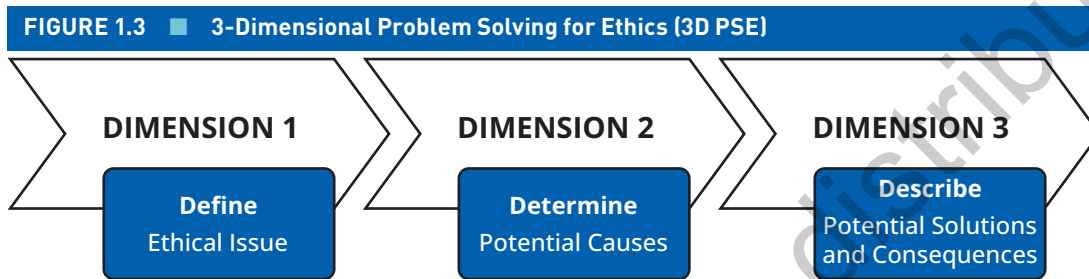 FIGURE 1.3 ■ 3-Dimensional Problem Solving for Ethics (3D PSE)
DIMENSION 1
DIMENSION 2
DIMENSION 3
Define
Ethical Issue
Determine
Potential Causes
Describe
Potential Solutions
and Consequences
distribu